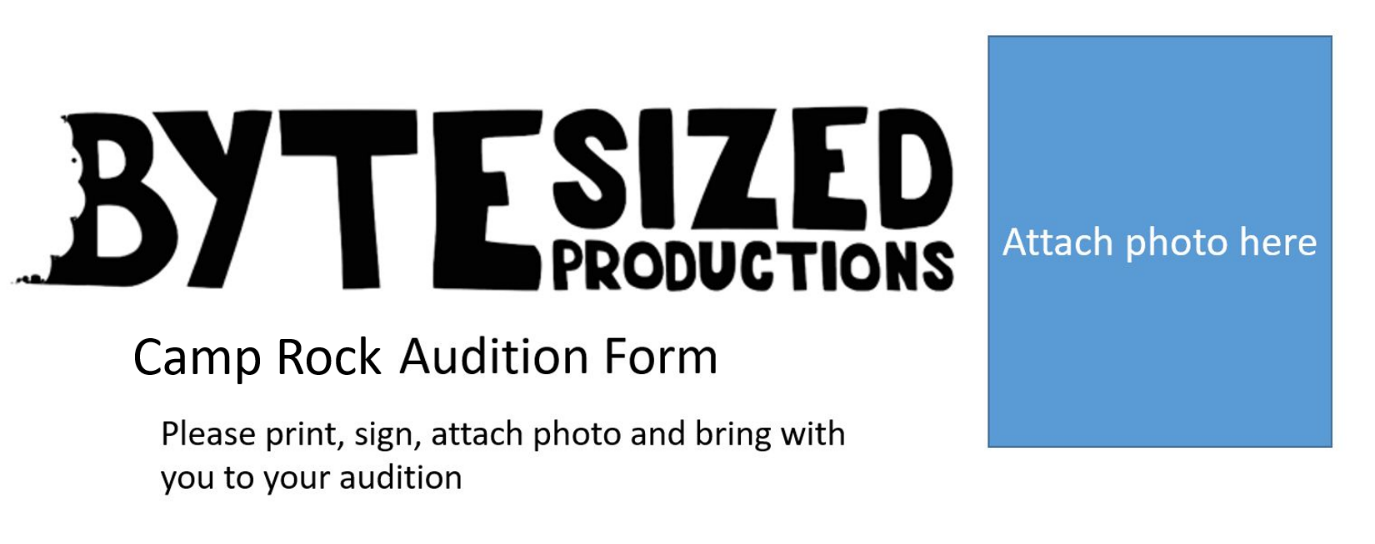 BYTESIZED
PRODUCTIONS
Attach photo here
Camp Rock Audition Form
Please print, sign, attach photo and bring with
you to your audition